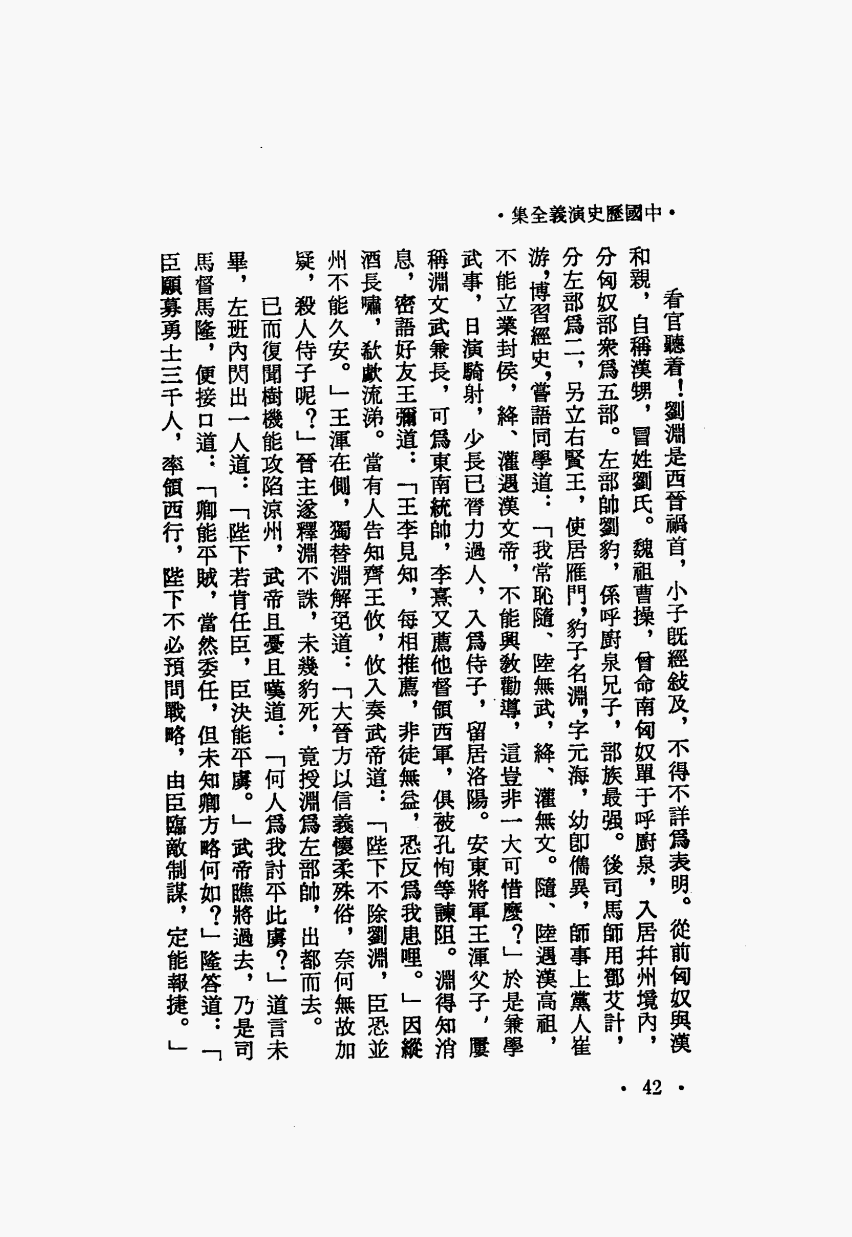 ・中國歷史演義全集・
看官聽着！劉淵是西晉禍首，小子旣經敍及，不得不詳爲表明。從前匈奴與漢
和親，自稱漢甥，冒姓劉氏。魏祖曹操，曾命南匈奴單于呼廚泉，入居幷州境內，
分匈奴部衆爲五部。左部帥劉豹，係呼廚泉兄子，部族最强。後司馬師用鄧艾計，
分左部爲二，另立右賢王，使居雁門，豹子名淵，字元海，幼卽儁異，師事上黨人崔
游，博習經史，嘗語同學道：「我常恥隨、陸無武，絳、灌無文。隨、陸遇漢高祖，
不能立業封侯，絳、灌遇漢文帝，不能興敎勸導，這豈非一大可惜麼？」於是兼學
武事，日演騎射，少長已膂力過人，入爲侍子，留居洛陽。安東將軍王渾父子，屢
稱淵文武兼長，可爲東南統帥，李熹又薦他督領西軍，俱被孔恂等諫阻。淵得知消
息，密語好友王彌道：「王李見知，每相推薦，非徒無益，恐反爲我患哩。」因縱
酒長嘯，欷歔流涕。當有人告知齊王攸，攸入奏武帝道：「陛下不除劉淵，臣恐並
州不能久安。」王渾在側，獨替淵解免道：「大晉方以信義懷柔殊俗，奈何無故加
疑，殺人侍子呢？」晉主遂釋淵不誅，未幾豹死，竟授淵爲左部帥，出都而去。
已而復聞樹機能攻陷涼州，武帝且憂且嘆道：「何人爲我討平此虜？」道言未
畢，左班內閃出一人道：「陛下若肯任臣，臣決能平虜。」武帝瞧將過去，乃是司
馬督馬隆，便接口道：「卿能平賊，當然委任，但未知卿方略何如？」隆答道：「
臣願募勇士三千人，率領西行，陛下不必預問戰略，由臣臨敵制謀，定能報捷。」
・42・